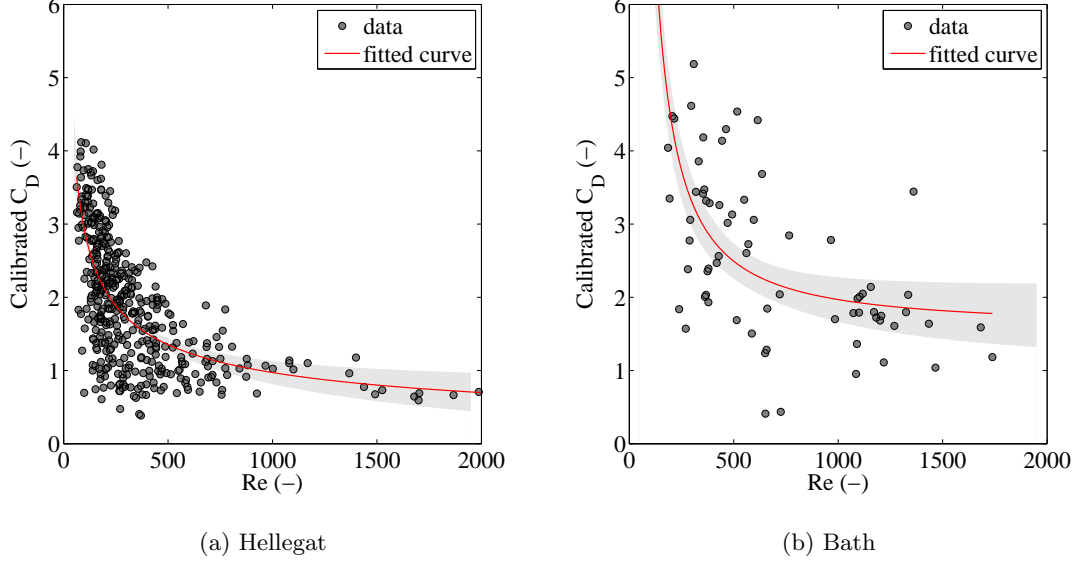 6
5
4
3
2
1
0
Calibrated C_D (−)
0 500 1000 1500 2000
Re (−)
data
fitted curve
(a) Hellegat
6
5
4
3
2
1
0
Calibrated C_D (−)
0 500 1000 1500 2000
Re (−)
data
fitted curve
(b) Bath